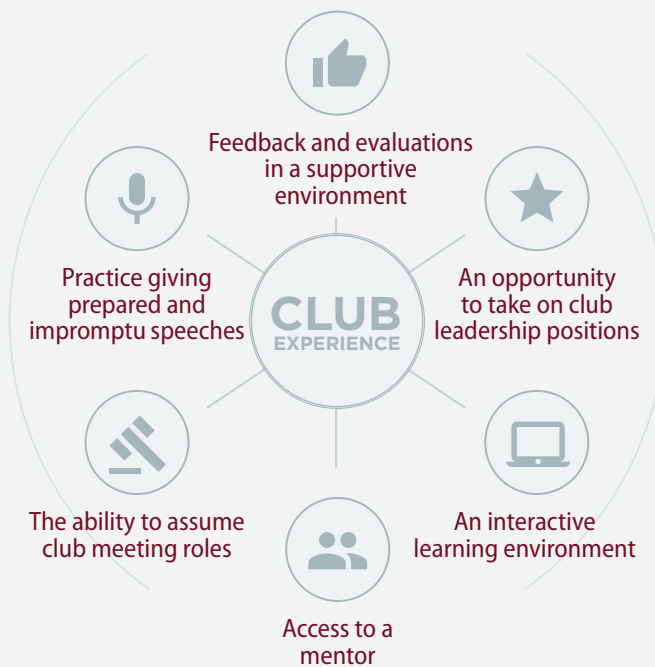 Feedback and evaluations
in a supportive
environment
Practice giving
prepared and
impromptu speeches
An opportunity
to take on club
leadership positions
CLUB
EXPERIENCE
The ability to assume
club meeting roles
An interactive
learning environment
Access to a
mentor